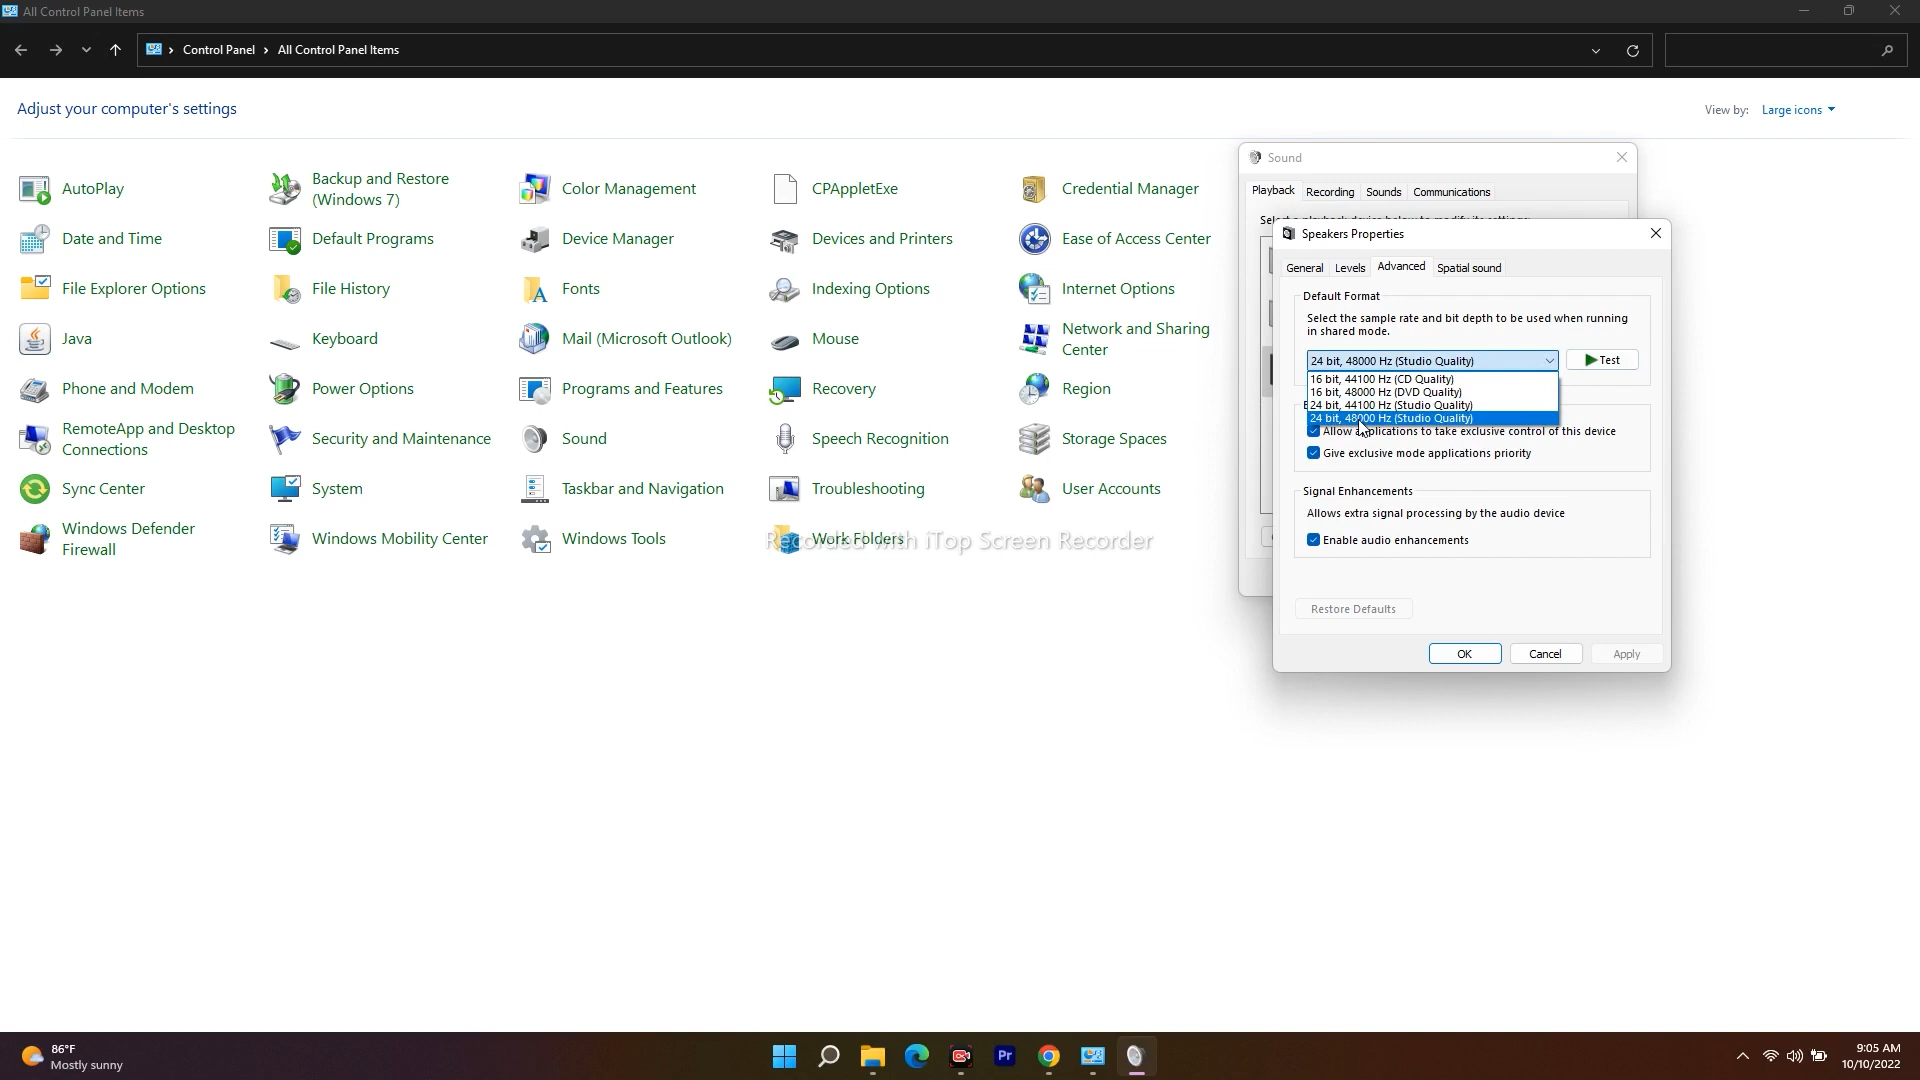 All Control Panel Items
Control Panel › All Control Panel Items
Adjust your computer's settings
View by: Large icons
AutoPlay
Backup and Restore
(Windows 7)
Color Management
CPAppletExe
Credential Manager
Date and Time
Default Programs
Device Manager
Devices and Printers
Ease of Access Center
File Explorer Options
File History
Fonts
Indexing Options
Internet Options
Java
Keyboard
Mail (Microsoft Outlook)
Mouse
Network and Sharing
Center
Phone and Modem
Power Options
Programs and Features
Recovery
Region
RemoteApp and Desktop
Connections
Security and Maintenance
Sound
Speech Recognition
Storage Spaces
Sync Center
System
Taskbar and Navigation
Troubleshooting
User Accounts
Windows Defender
Firewall
Windows Mobility Center
Windows Tools
Work Folders
Recorded with iTop Screen Recorder
Sound
Playback Recording Sounds Communications
Select a playback device below to modify its settings:
Speakers Properties
General Levels Advanced Spatial sound
Default Format
Select the sample rate and bit depth to be used when running
in shared mode.
24 bit, 48000 Hz (Studio Quality)
Test
16 bit, 44100 Hz (CD Quality)
16 bit, 48000 Hz (DVD Quality)
24 bit, 44100 Hz (Studio Quality)
24 bit, 48000 Hz (Studio Quality)
Allow applications to take exclusive control of this device
Give exclusive mode applications priority
Signal Enhancements
Allows extra signal processing by the audio device
Enable audio enhancements
Restore Defaults
OK Cancel Apply
86°F
Mostly sunny
Pr
9:05 AM
10/10/2022